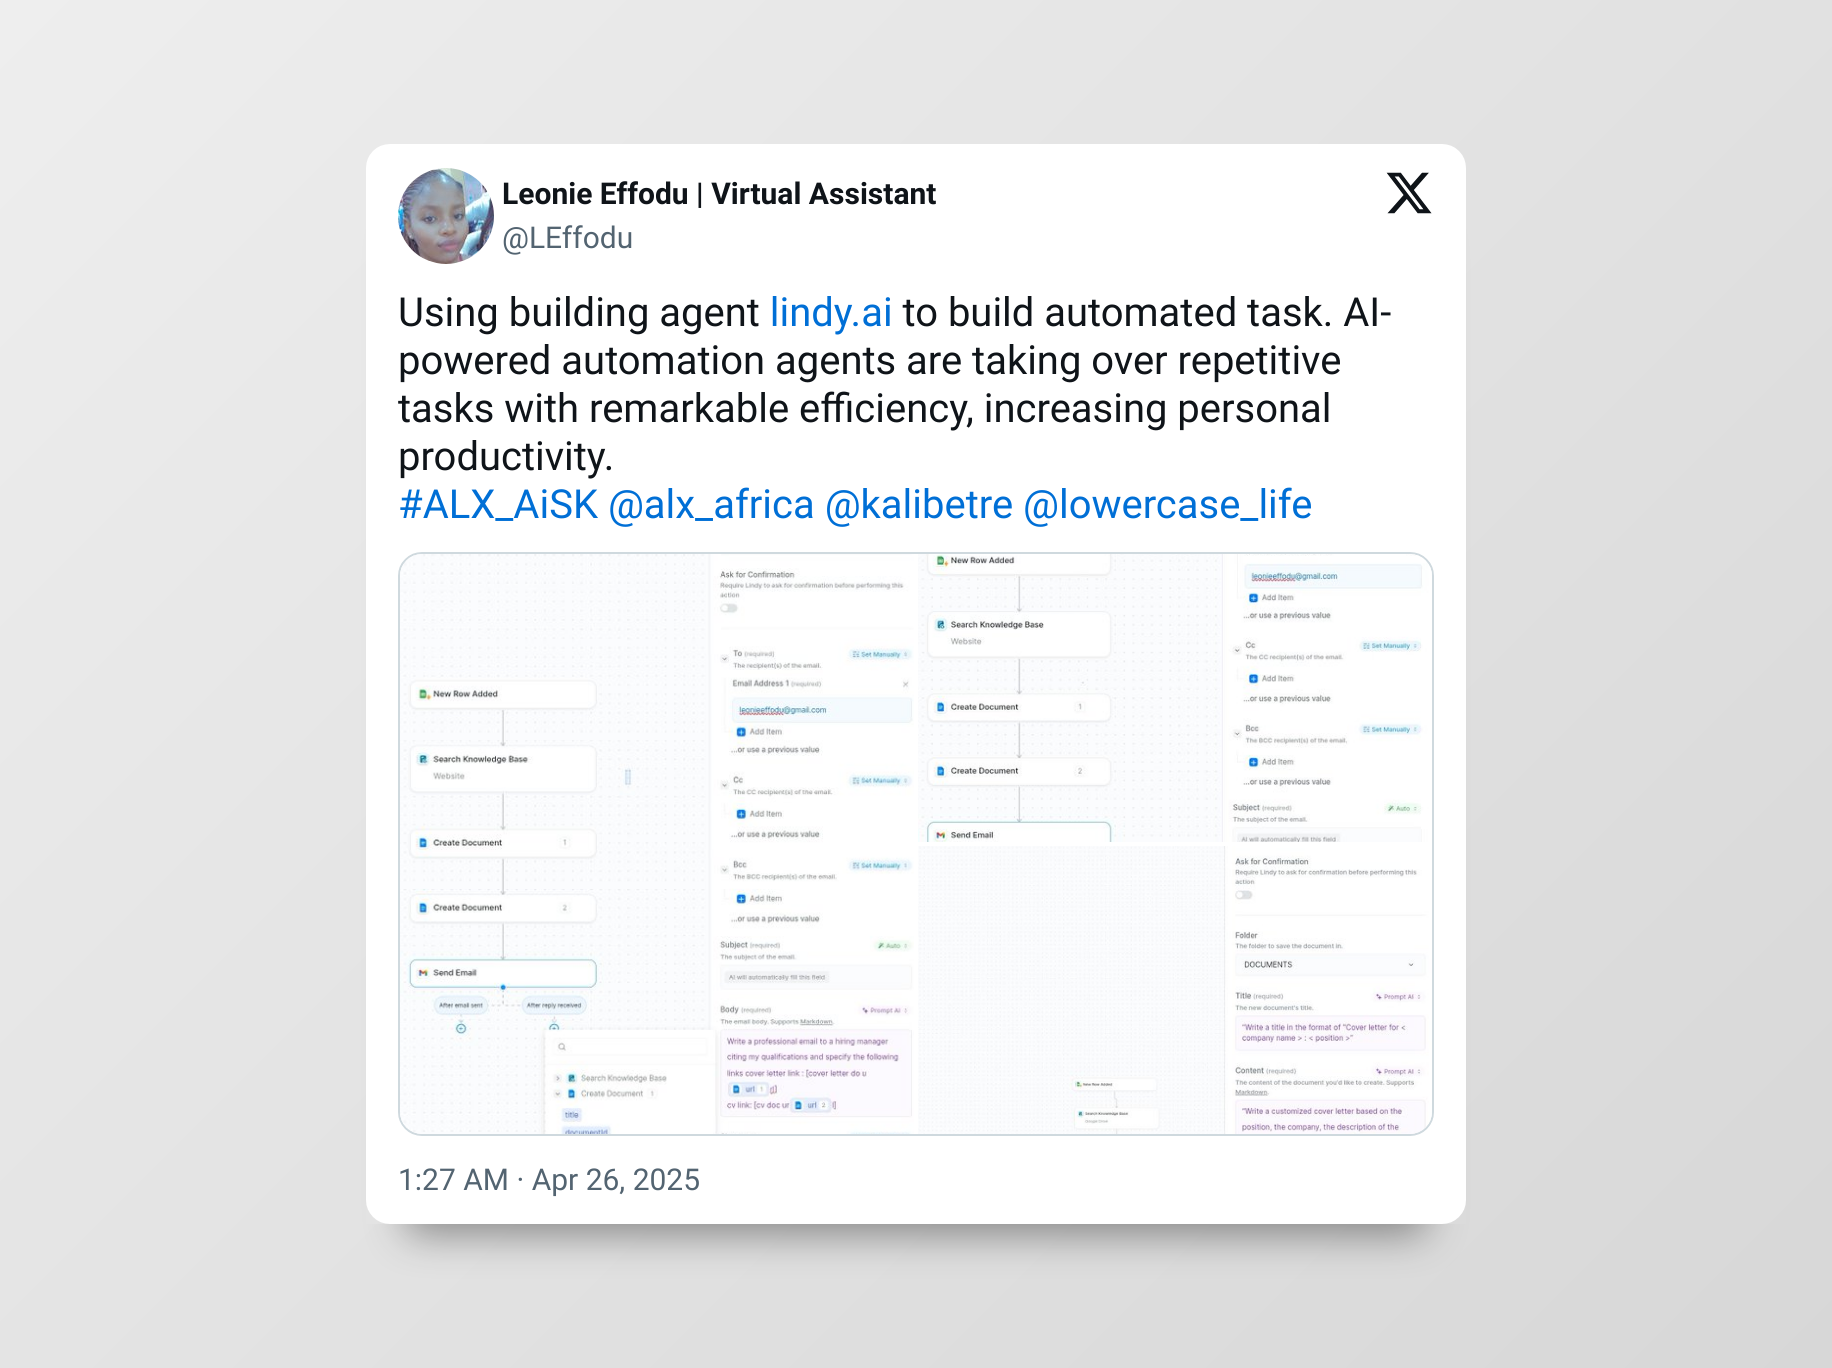 Leonie Effodu | Virtual Assistant
@LEffodu
Using building agent lindy.ai to build automated task. AI-
powered automation agents are taking over repetitive
tasks with remarkable efficiency, increasing personal
productivity.
#ALX_AiSK @alx_africa @kalibetre @lowercase_life
New Row Added
Search Knowledge Base
Website
Create Document 1
Create Document 2
Send Email
After email sent
After reply received
Search Knowledge Base
Create Document 1
title
documentId
Ask for Confirmation
Require Lindy to ask for confirmation before performing this
action
To (required)
Set Manually
The recipient(s) of the email.
Email Address 1 (required)
leonieeffodu@gmail.com
Add Item
...or use a previous value
Cc
Set Manually
The CC recipient(s) of the email.
Add Item
...or use a previous value
Bcc
Set Manually
The BCC recipient(s) of the email.
Add Item
...or use a previous value
Subject (required)
Auto
The subject of the email.
AI will automatically fill this field
Body (required)
Prompt AI
The email body. Supports Markdown.
Write a professional email to a hiring manager
citing my qualifications and specify the following
links cover letter link : [cover letter do u
url 1
cv link: [cv doc ur url 2
New Row Added
Search Knowledge Base
Website
Create Document 1
Create Document 2
Send Email
leonieeffodu@gmail.com
Add Item
...or use a previous value
Cc
Set Manually
The CC recipient(s) of the email.
Add Item
...or use a previous value
Bcc
Set Manually
The BCC recipient(s) of the email.
Add Item
...or use a previous value
Subject (required)
Auto
The subject of the email.
AI will automatically fill this field
New Row Added
Search Knowledge Base
Ask for Confirmation
Require Lindy to ask for confirmation before performing this
action
Folder
The folder to save the document in.
DOCUMENTS
Title (required)
Prompt AI
The new document's title.
"Write a title in the format of "Cover letter for <
company name > : < position >"
Content (required)
Prompt AI
The content of the document you'd like to create. Supports
Markdown.
"Write a customized cover letter based on the
position, the company, the description of the
1:27 AM · Apr 26, 2025